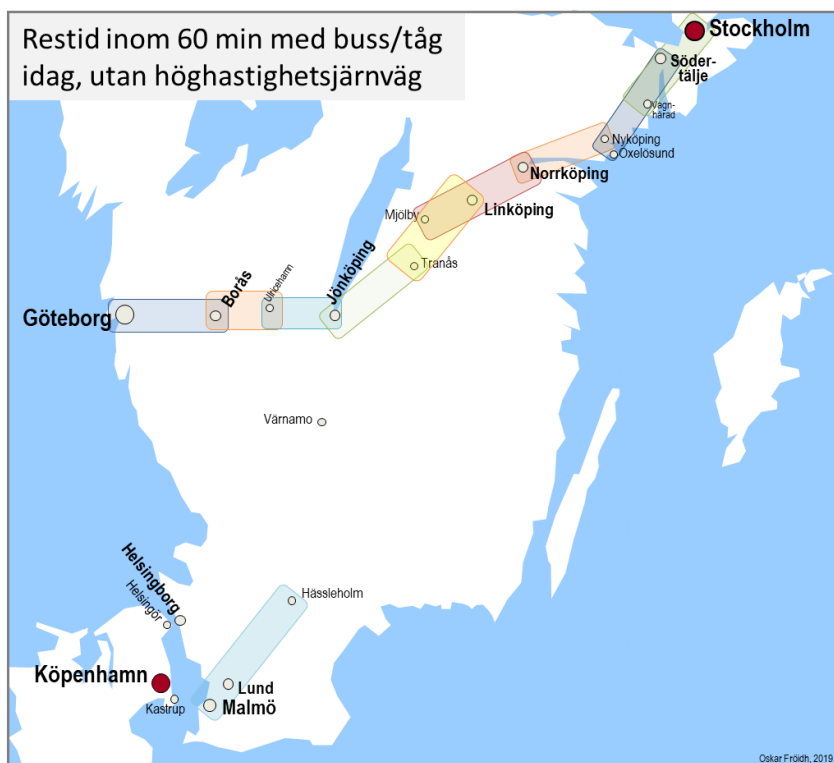 Restid inom 60 min med buss/tåg
idag, utan höghastighetsjärnväg
Stockholm
Söder-
tälje
Vagn-
härad
Nyköping
Oxelösund
Norrköping
Linköping
Mjölby
Tranås
Jönköping
Ulricehamn
Borås
Göteborg
Värnamo
Hässleholm
Helsingborg
Helsingör
Köpenhamn
Kastrup
Lund
Malmö
Oskar Fröidh, 2019